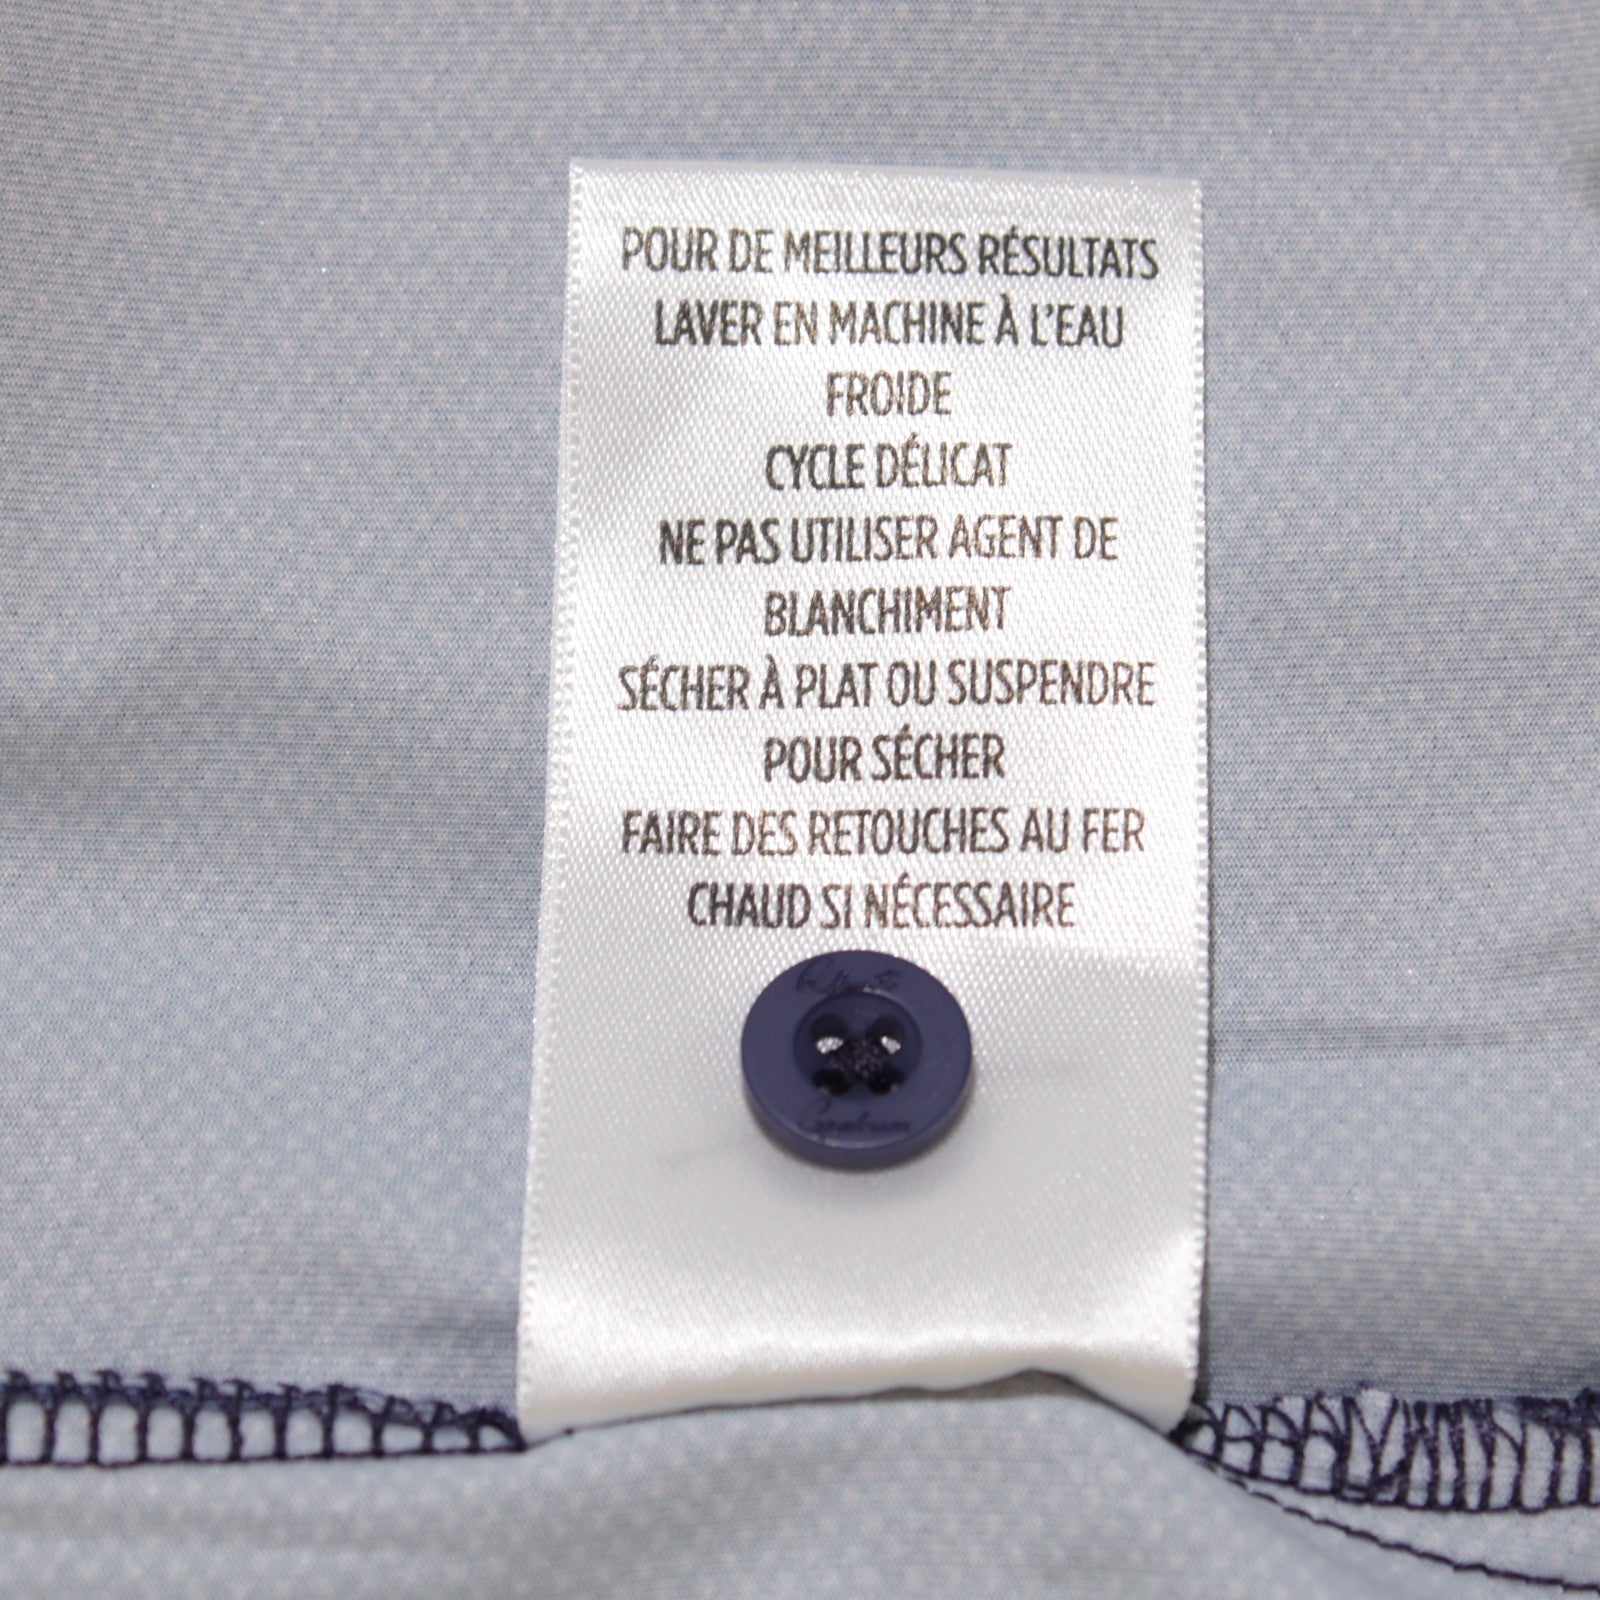 POUR DE MEILLEURS RÉSULTATS
LAVER EN MACHINE À L'EAU
FROIDE
CYCLE DÉLICAT
NE PAS UTILISER AGENT DE
BLANCHIMENT
SÉCHER À PLAT OU SUSPENDRE
POUR SÉCHER
FAIRE DES RETOUCHES AU FER
CHAUD SI NÉCESSAIRE